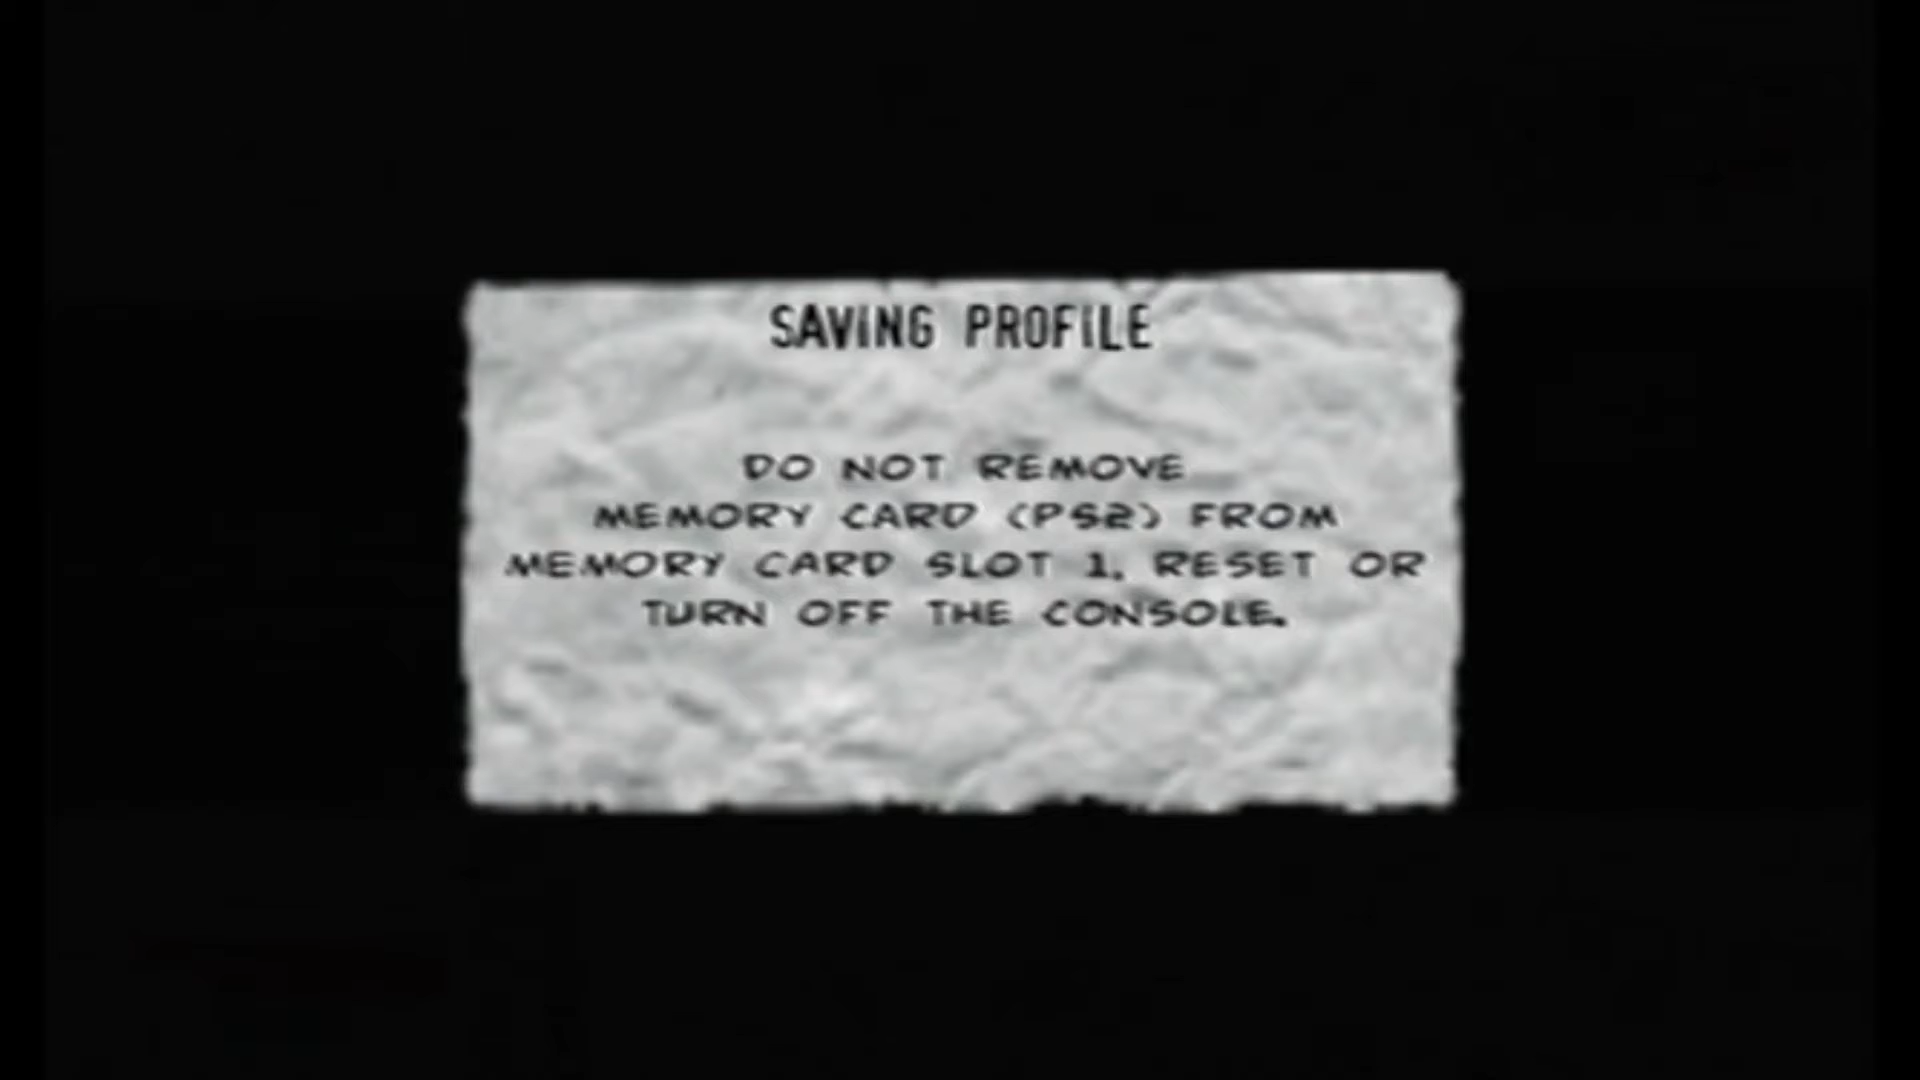 SAVING PROFILE
DO NOT REMOVE
MEMORY CARD (PS2) FROM
MEMORY CARD SLOT 1, RESET OR
TURN OFF THE CONSOLE.